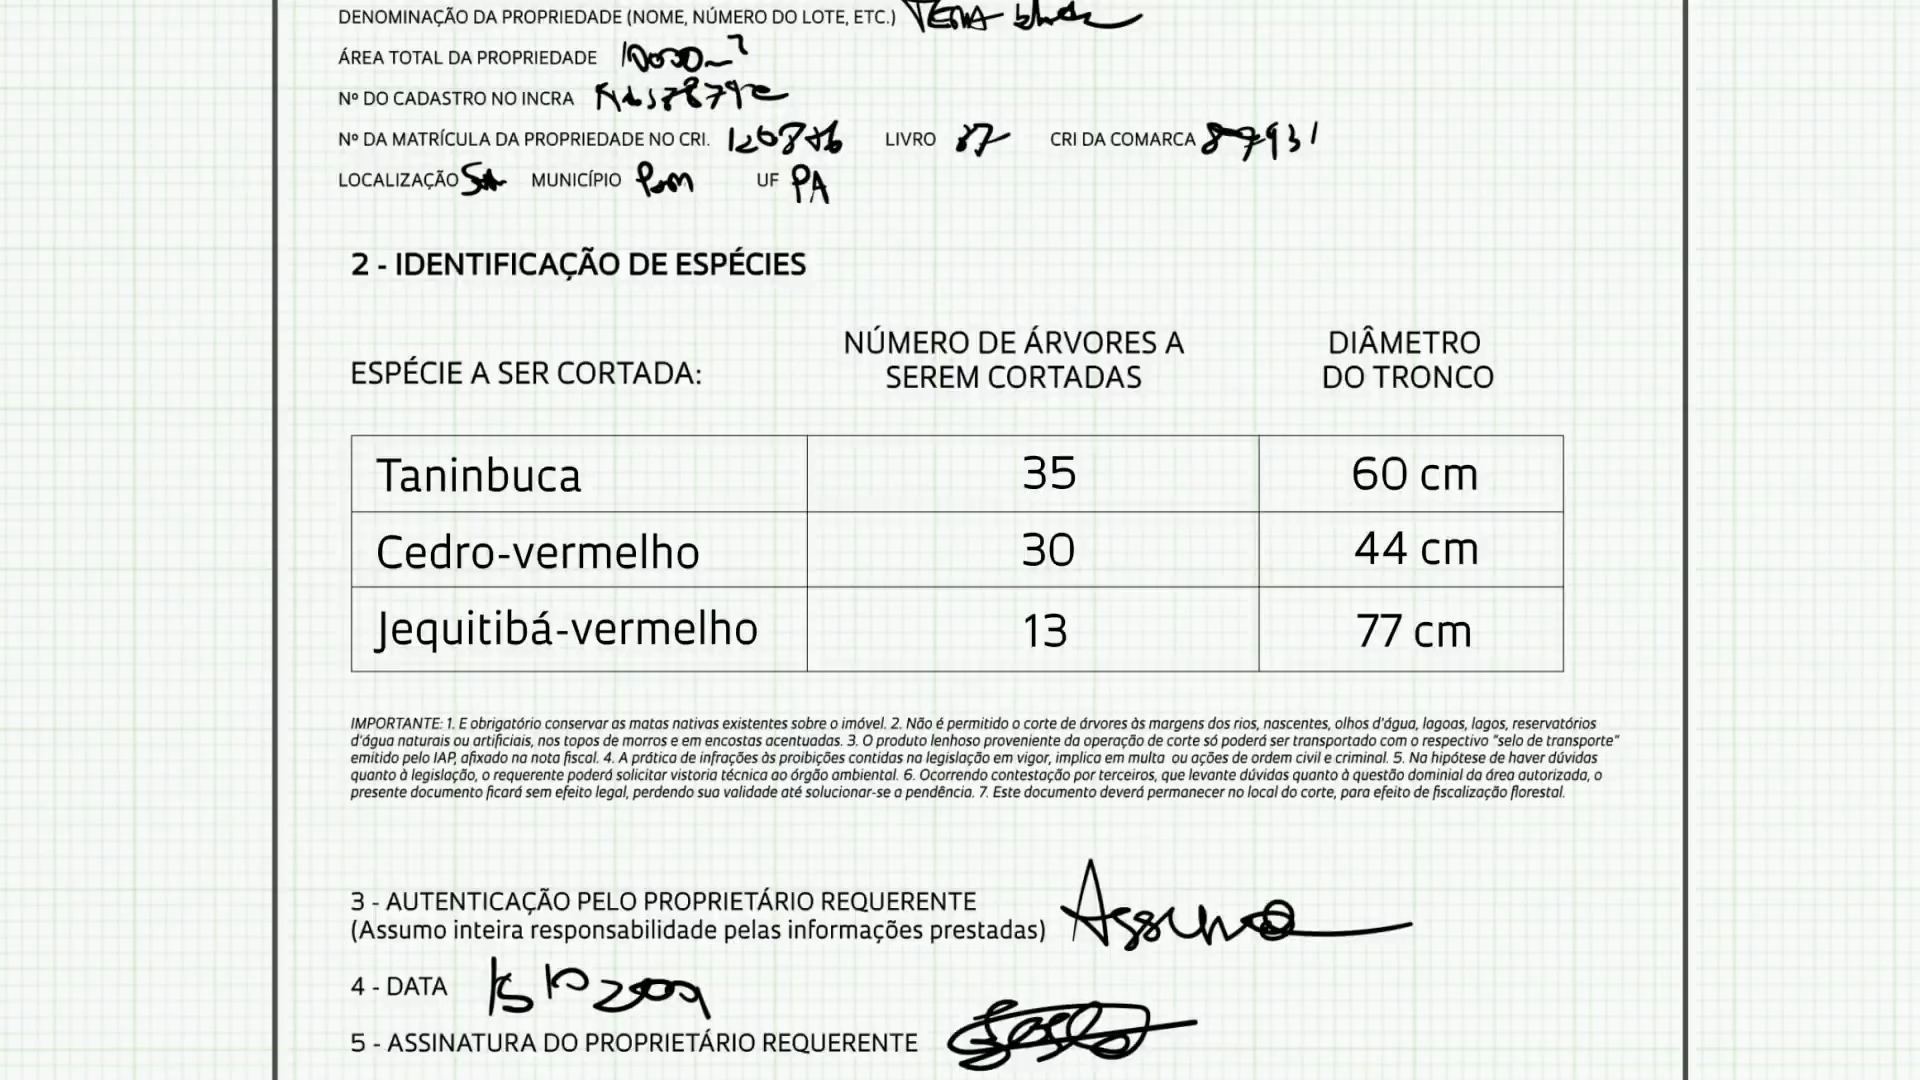 DENOMINAÇÃO DA PROPRIEDADE (NOME, NÚMERO DO LOTE, ETC.)
ÁREA TOTAL DA PROPRIEDADE
Nº DO CADASTRO NO INCRA
Nº DA MATRÍCULA DA PROPRIEDADE NO CRI. LIVRO CRI DA COMARCA
LOCALIZAÇÃO MUNICÍPIO UF PA
2 - IDENTIFICAÇÃO DE ESPÉCIES
ESPÉCIE A SER CORTADA: NÚMERO DE ÁRVORES A SEREM CORTADAS DIÂMETRO DO TRONCO
Taninbuca 35 60 cm
Cedro-vermelho 30 44 cm
Jequitibá-vermelho 13 77 cm
IMPORTANTE: 1. E obrigatório conservar as matas nativas existentes sobre o imóvel. 2. Não é permitido o corte de árvores às margens dos rios, nascentes, olhos d'água, lagoas, lagos, reservatórios
d'água naturais ou artificiais, nos topos de morros e em encostas acentuadas. 3. O produto lenhoso proveniente da operação de corte só poderá ser transportado com o respectivo "selo de transporte"
emitido pelo IAP, afixado na nota fiscal. 4. A prática de infrações às proibições contidas na legislação em vigor, implica em multa ou ações de ordem civil e criminal. 5. Na hipótese de haver dúvidas
quanto à legislação, o requerente poderá solicitar vistoria técnica ao órgão ambiental. 6. Ocorrendo contestação por terceiros, que levante dúvidas quanto à questão dominial da área autorizada, o
presente documento ficará sem efeito legal, perdendo sua validade até solucionar-se a pendência. 7. Este documento deverá permanecer no local do corte, para efeito de fiscalização florestal.
3 - AUTENTICAÇÃO PELO PROPRIETÁRIO REQUERENTE
(Assumo inteira responsabilidade pelas informações prestadas)
4 - DATA
5 - ASSINATURA DO PROPRIETÁRIO REQUERENTE